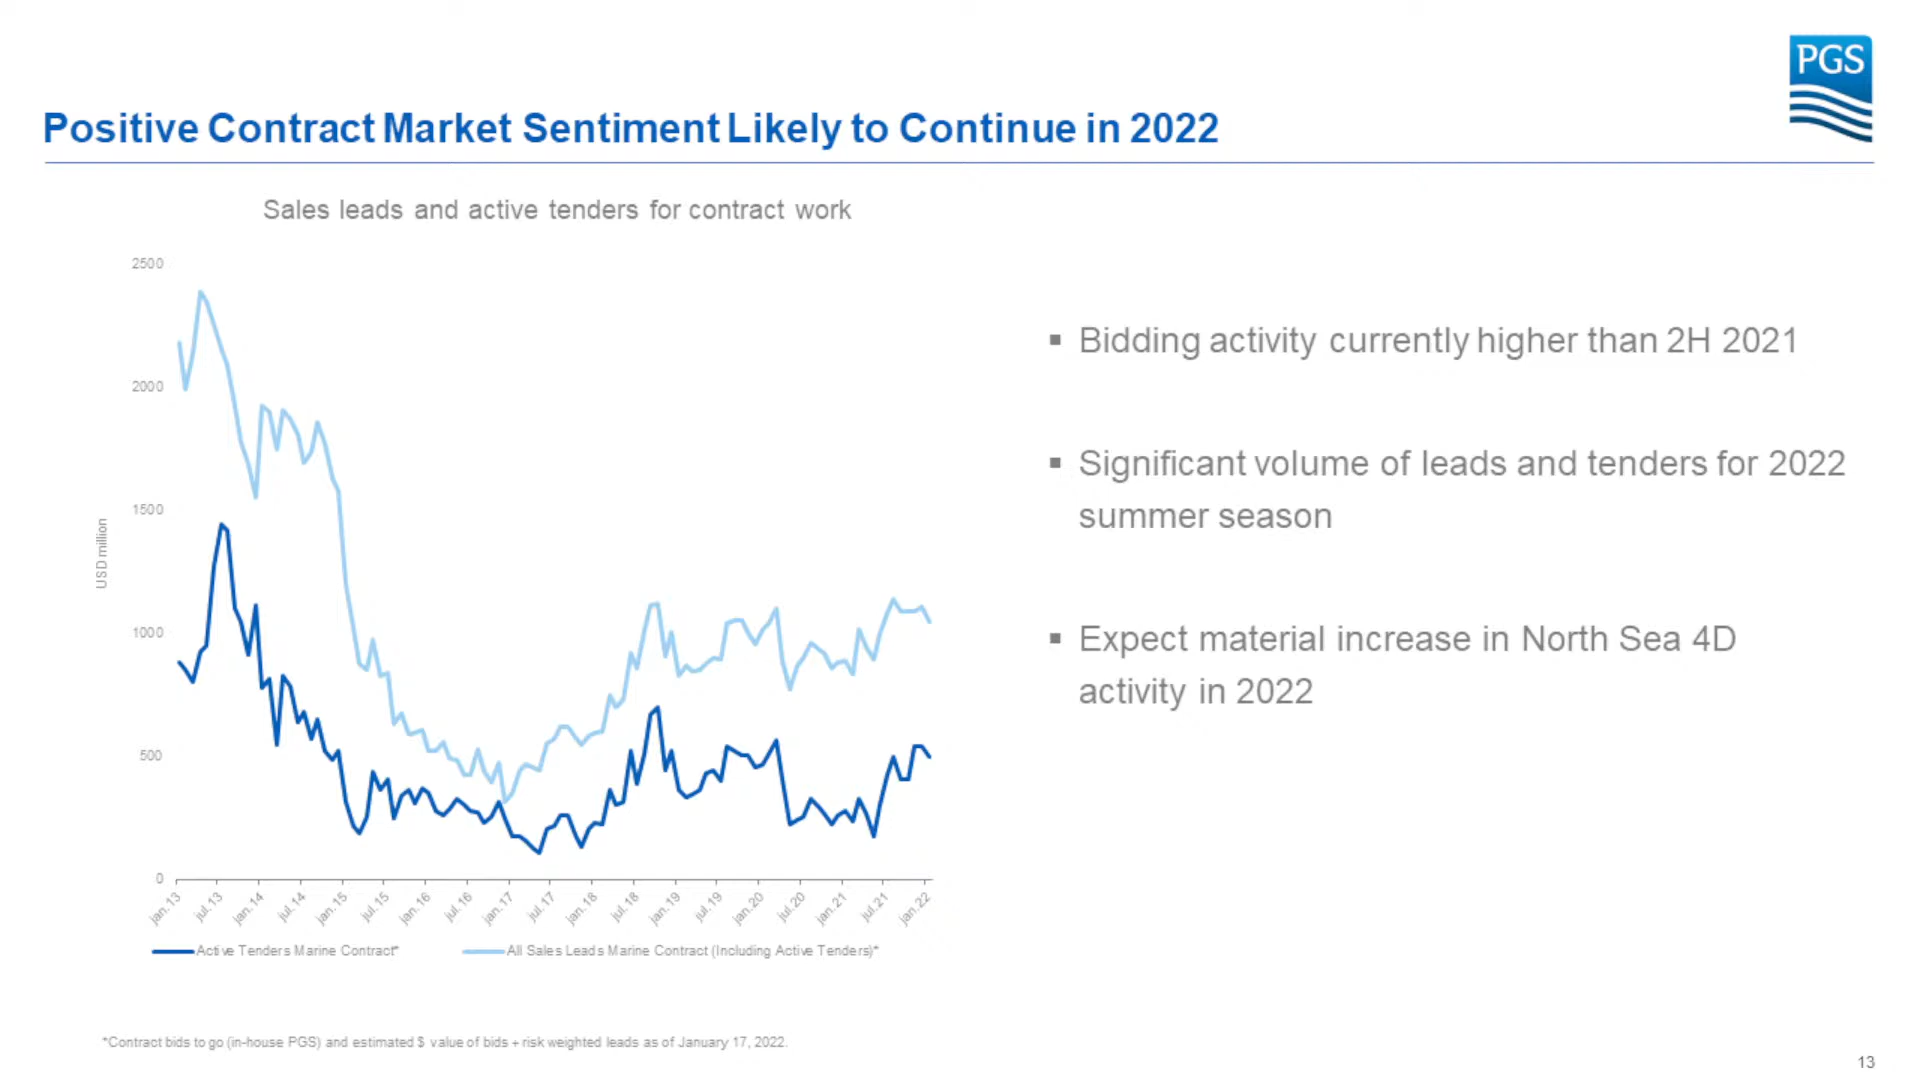 PGS
Positive Contract Market Sentiment Likely to Continue in 2022
Sales leads and active tenders for contract work
2500
2000
1500
1000
500
0
USD million
jan.13
jul.13
jan.14
jul.14
jan.15
jul.15
jan.16
jul.16
jan.17
jul.17
jan.18
jul.18
jan.19
jul.19
jan.20
jul.20
jan.21
jul.21
jan.22
Active Tenders Marine Contract*
All Sales Leads Marine Contract (Including Active Tenders)*
▪ Bidding activity currently higher than 2H 2021
▪ Significant volume of leads and tenders for 2022
summer season
▪ Expect material increase in North Sea 4D
activity in 2022
*Contract bids to go (in-house PGS) and estimated $ value of bids + risk weighted leads as of January 17, 2022.
13